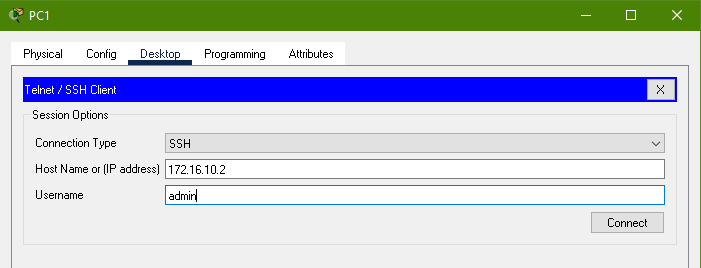 PC1
Physical Config Desktop Programming Attributes
Telnet / SSH Client X
Session Options
Connection Type SSH
Host Name or (IP address) 172.16.10.2
Username admin
Connect